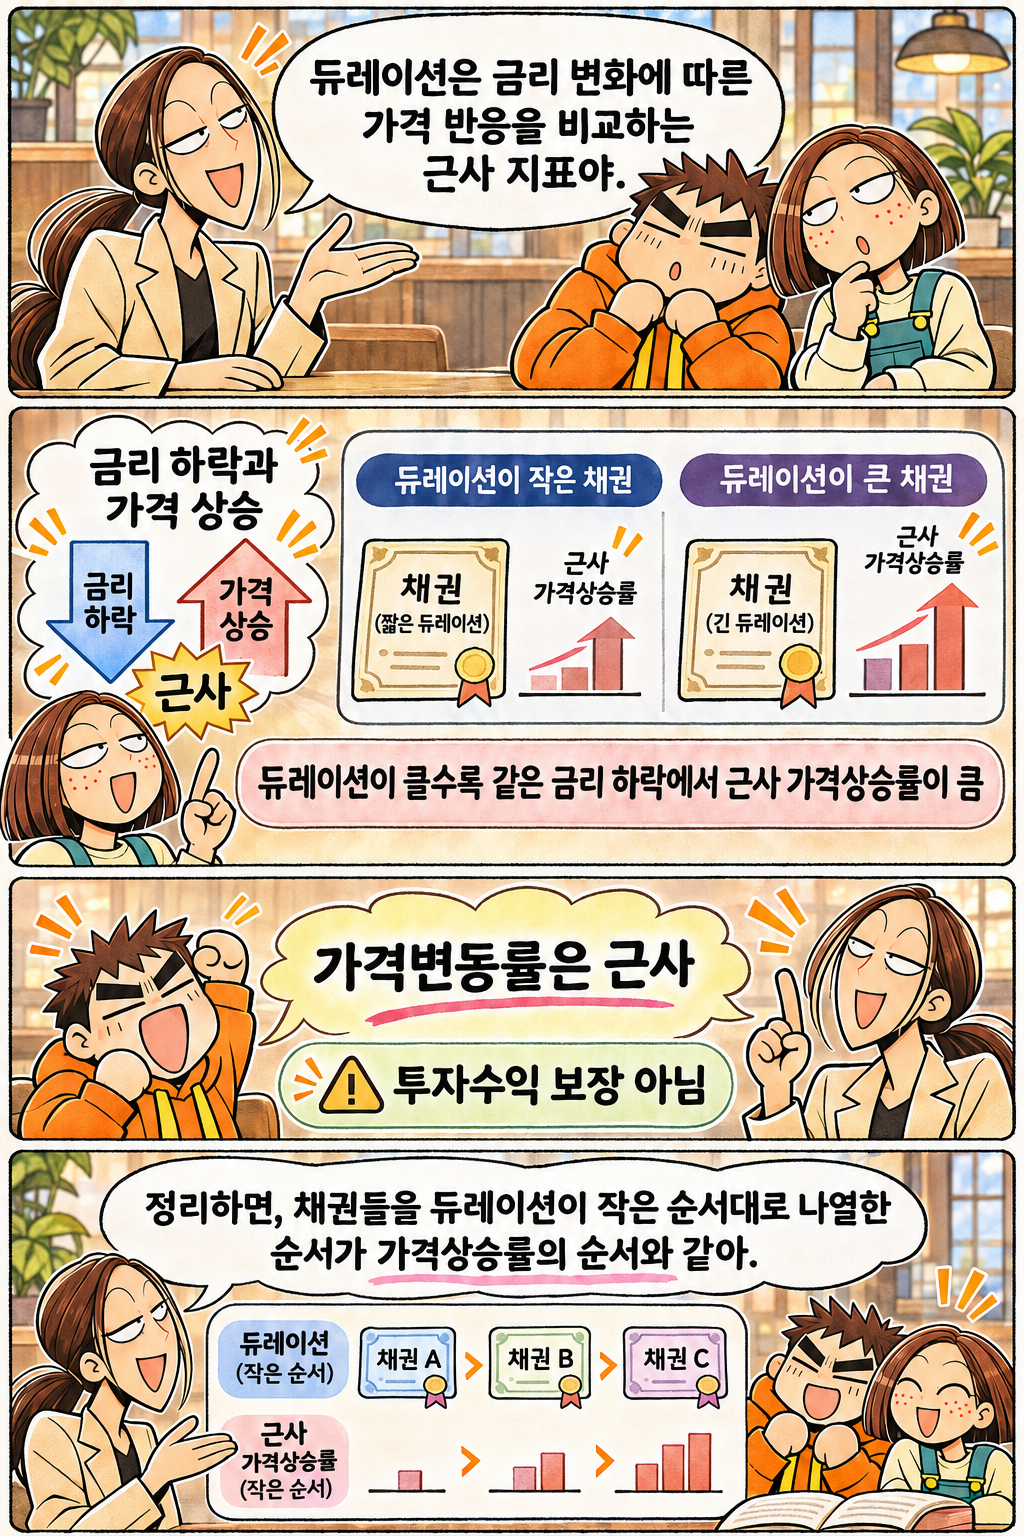 듀레이션은 금리 변화에 따른
가격 반응을 비교하는
근사 지표야.
금리 하락과
가격 상승
금리
하락
가격
상승
근사
듀레이션이 작은 채권
채권
(짧은 듀레이션)
근사
가격상승률
듀레이션이 큰 채권
채권
(긴 듀레이션)
근사
가격상승률
듀레이션이 클수록 같은 금리 하락에서 근사 가격상승률이 큼
가격변동률은 근사
투자수익 보장 아님
정리하면, 채권들을 듀레이션이 작은 순서대로 나열한
순서가 가격상승률의 순서와 같아.
듀레이션
(작은 순서)
채권 A
채권 B
채권 C
근사
가격상승률
(작은 순서)